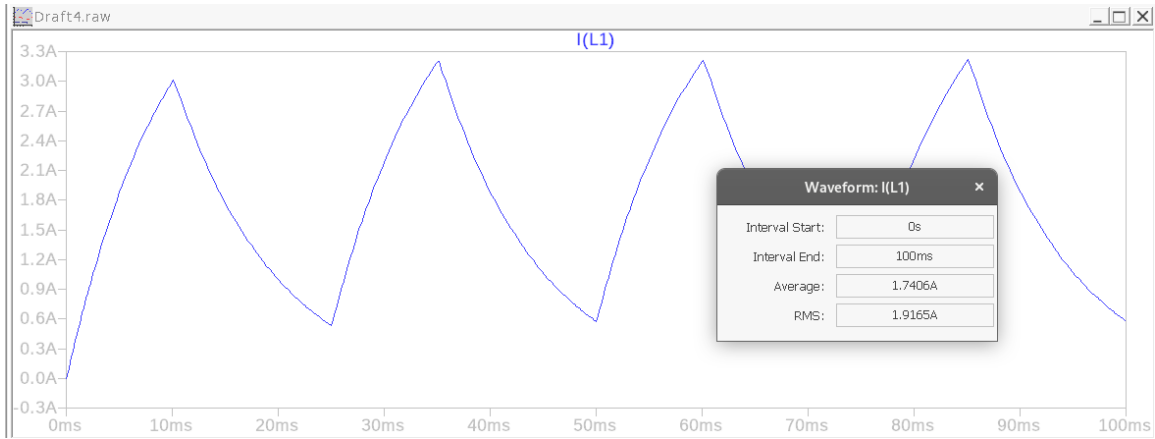 Draft4.raw
I(L1)
3.3A
3.0A
2.7A
2.4A
2.1A
1.8A
1.5A
1.2A
0.9A
0.6A
0.3A
0.0A
-0.3A
0ms 10ms 20ms 30ms 40ms 50ms 60ms 70ms 80ms 90ms 100ms
Waveform: I(L1)
Interval Start: 0s
Interval End: 100ms
Average: 1.7406A
RMS: 1.9165A